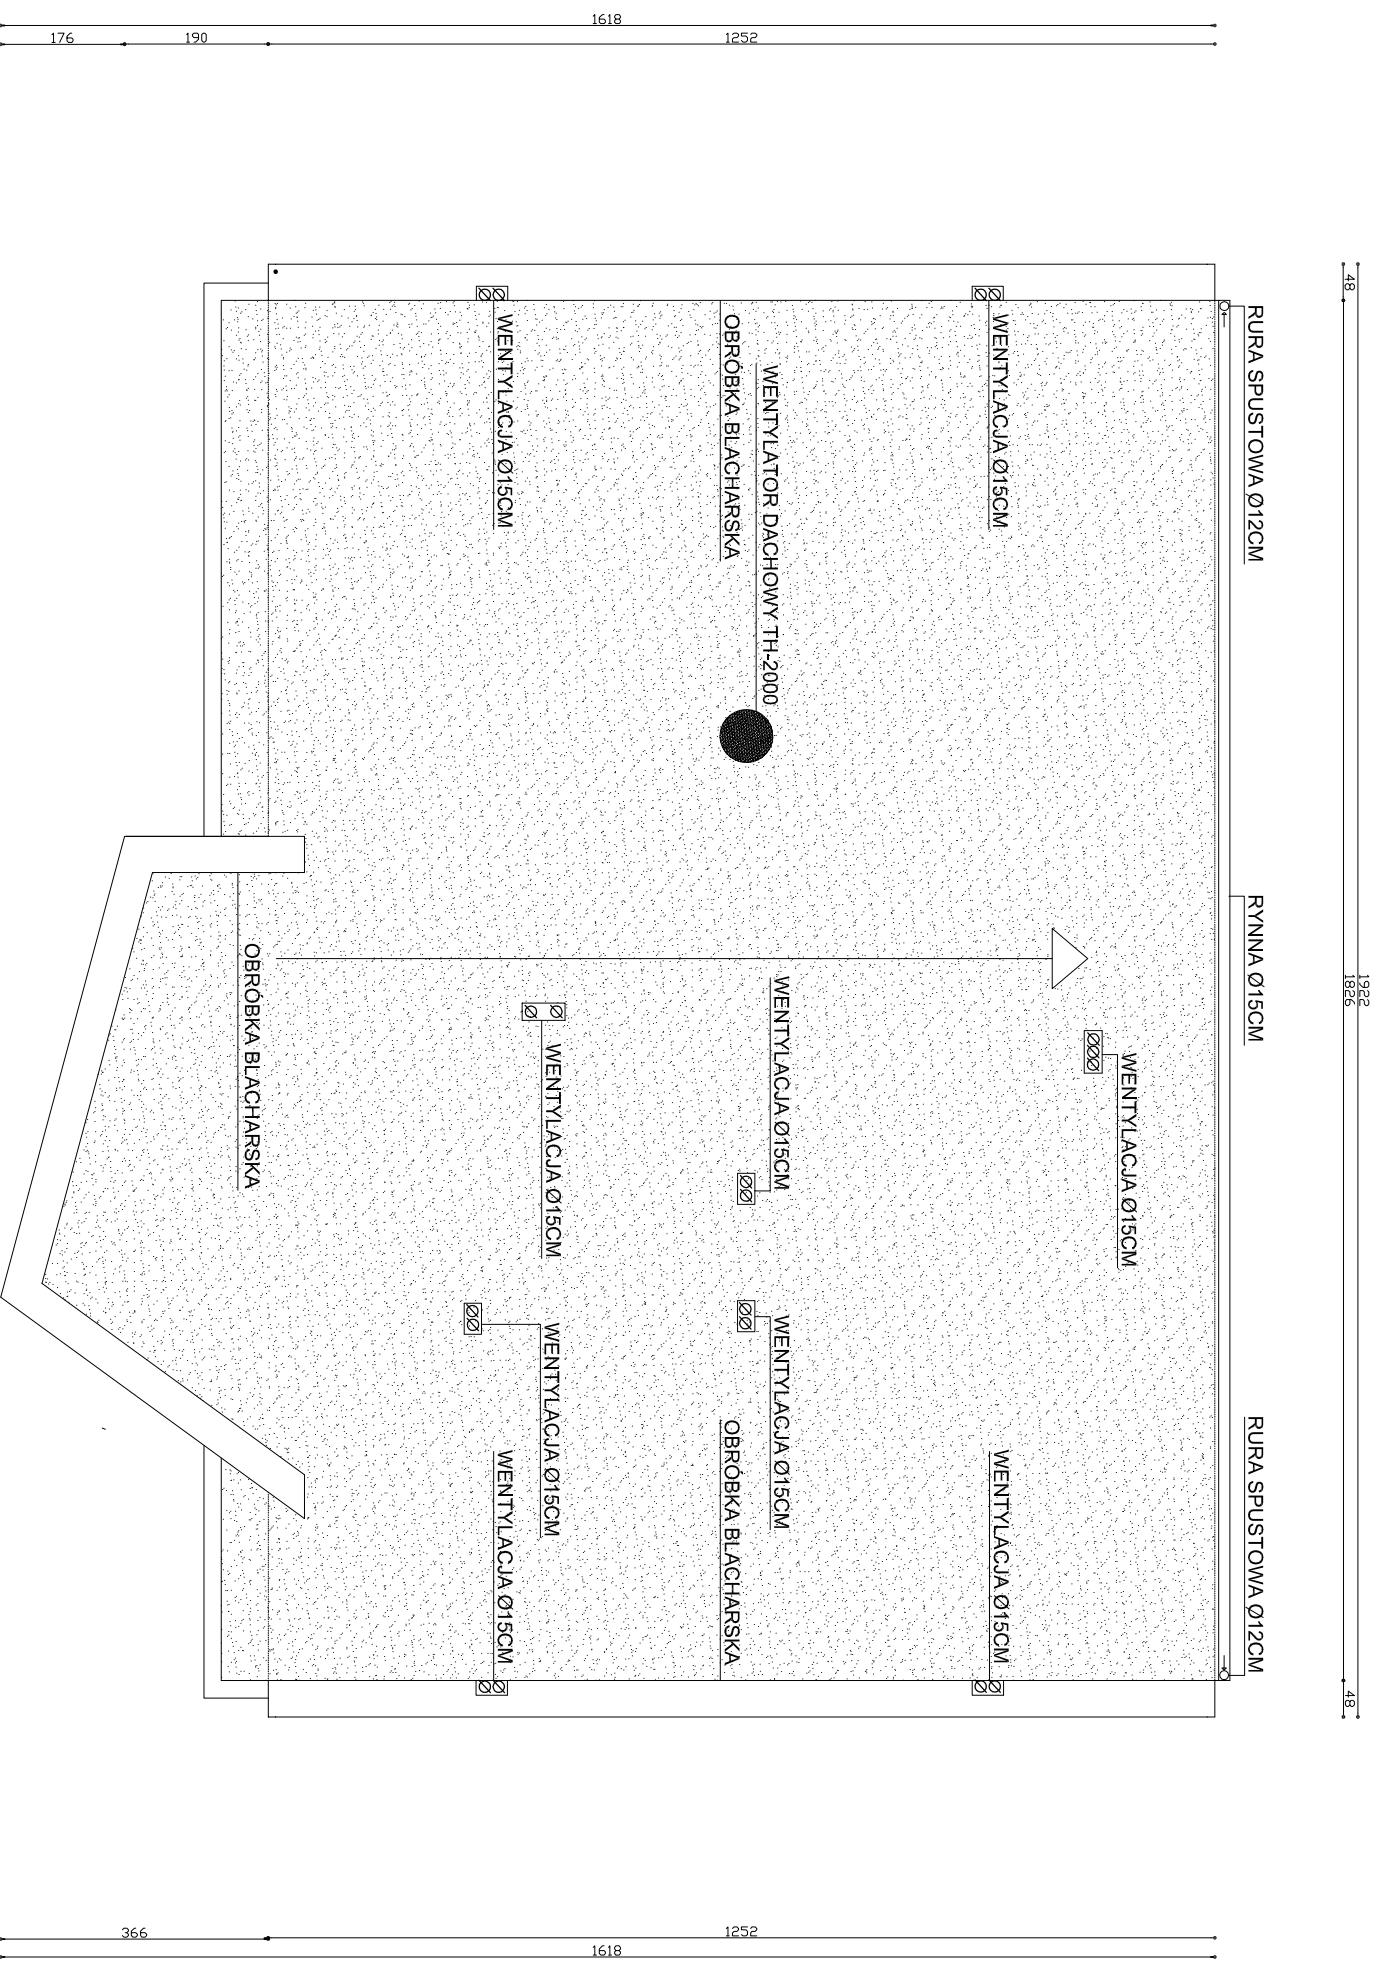 1618
176
190
1252
48
1922
1826
48
RURA SPUSTOWA Ø12CM
RYNNA Ø15CM
RURA SPUSTOWA Ø12CM
WENTYLACJA Ø15CM
WENTYLACJA Ø15CM
WENTYLACJA Ø15CM
WENTYLATOR DACHOWY TH-2000
WENTYLACJA Ø15CM
WENTYLACJA Ø15CM
OBRÓBKA BLACHARSKA
OBRÓBKA BLACHARSKA
WENTYLACJA Ø15CM
WENTYLACJA Ø15CM
WENTYLACJA Ø15CM
WENTYLACJA Ø15CM
OBRÓBKA BLACHARSKA
366
1252
1618